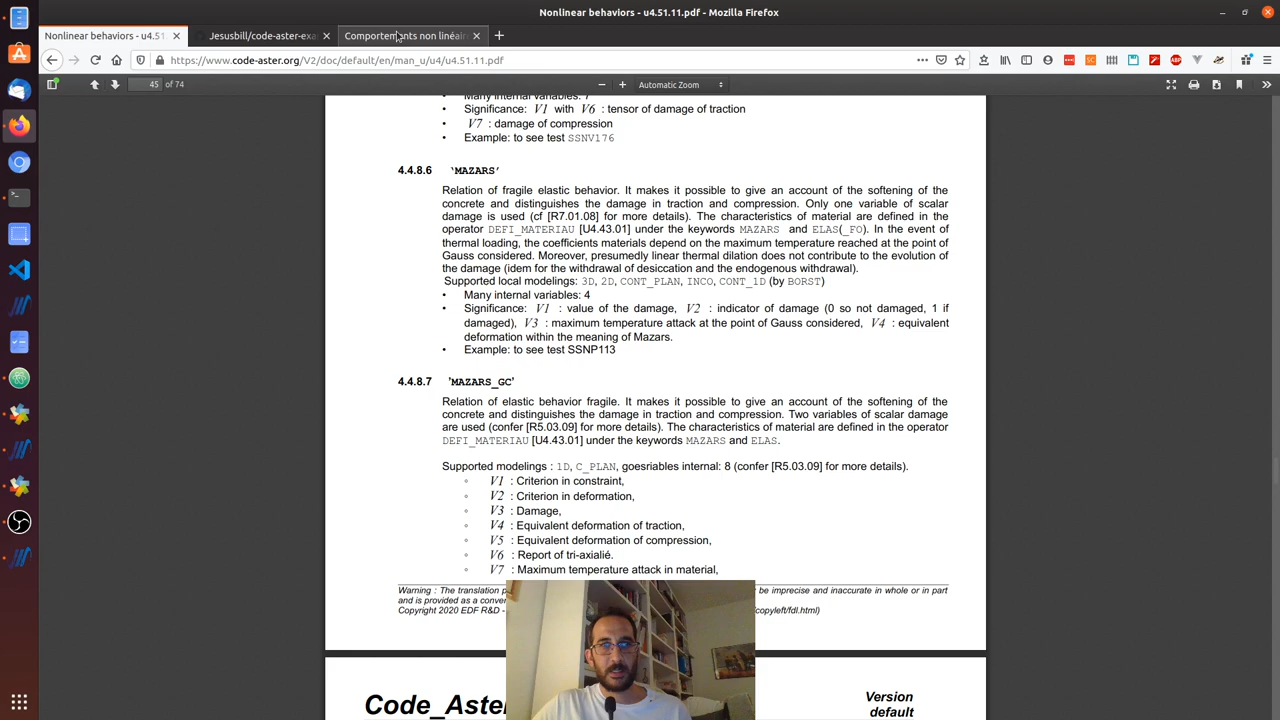 Nonlinear behaviors - u4.51.11.pdf - Mozilla Firefox
Nonlinear behaviors - u4.51
Jesusbill/code-aster-exa
Comportements non linéair
https://www.code-aster.org/V2/doc/default/en/man_u/u4/u4.51.11.pdf
45 of 74
Automatic Zoom
• Significance: V1 with V6 : tensor of damage of traction
• V7 : damage of compression
• Example: to see test SSNV176
4.4.8.6 ‘MAZARS’
Relation of fragile elastic behavior. It makes it possible to give an account of the softening of the
concrete and distinguishes the damage in traction and compression. Only one variable of scalar
damage is used (cf [R7.01.08] for more details). The characteristics of material are defined in the
operator DEFI_MATERIAU [U4.43.01] under the keywords MAZARS and ELAS(_FO). In the event of
thermal loading, the coefficients materials depend on the maximum temperature reached at the point of
Gauss considered. Moreover, presumedly linear thermal dilation does not contribute to the evolution of
the damage (idem for the withdrawal of desiccation and the endogenous withdrawal).
Supported local modelings: 3D, 2D, CONT_PLAN, INCO, CONT_1D (by BORST)
• Many internal variables: 4
• Significance: V1 : value of the damage, V2 : indicator of damage (0 so not damaged, 1 if
damaged), V3 : maximum temperature attack at the point of Gauss considered, V4 : equivalent
deformation within the meaning of Mazars.
• Example: to see test SSNP113
4.4.8.7 'MAZARS_GC'
Relation of elastic behavior fragile. It makes it possible to give an account of the softening of the
concrete and distinguishes the damage in traction and compression. Two variables of scalar damage
are used (confer [R5.03.09] for more details). The characteristics of material are defined in the operator
DEFI_MATERIAU [U4.43.01] under the keywords MAZARS and ELAS.
Supported modelings : 1D, C_PLAN, goesriables internal: 8 (confer [R5.03.09] for more details).
◦ V1 : Criterion in constraint,
◦ V2 : Criterion in deformation,
◦ V3 : Damage,
◦ V4 : Equivalent deformation of traction,
◦ V5 : Equivalent deformation of compression,
◦ V6 : Report of tri-axialié.
◦ V7 : Maximum temperature attack in material,
Warning : The translation p be imprecise and inaccurate in whole or in part
and is provided as a conver
Copyright 2020 EDF R&D - copyleft/fdl.html)
Code_Aste
Version
default